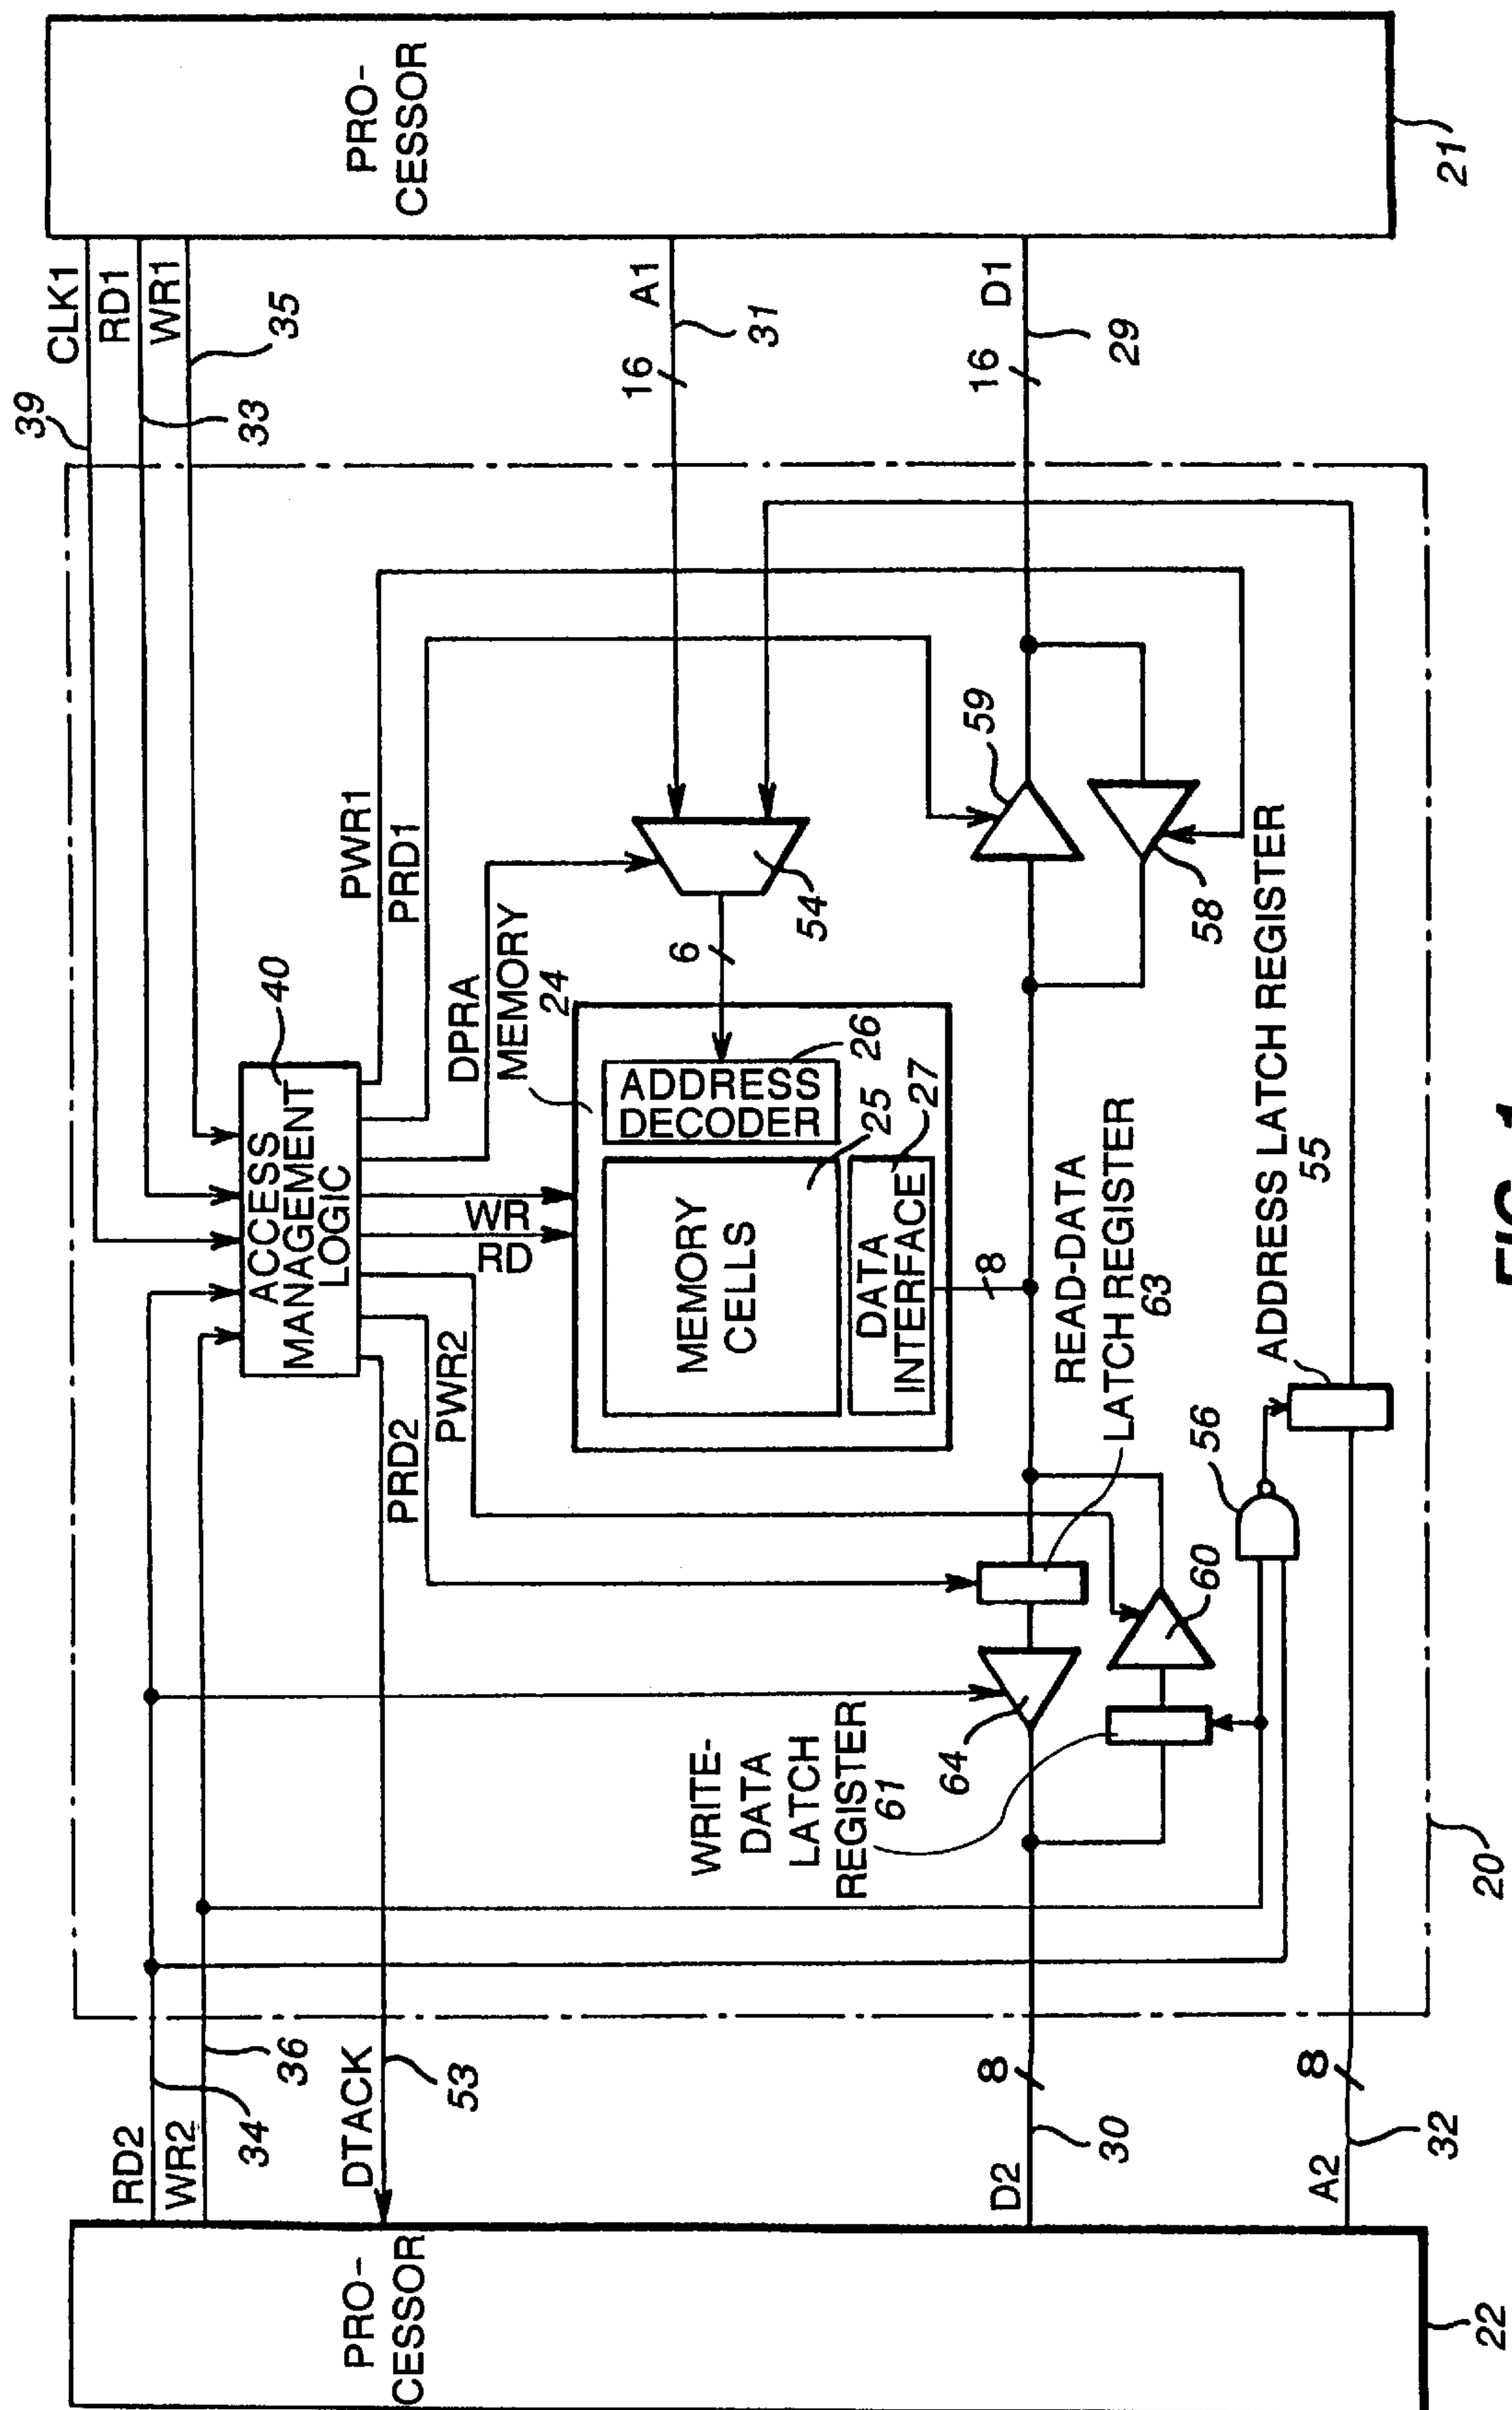 PRO-
CESSOR
22
RD2
WR2
34
36
DTACK
53
D2
30
8
A2
32
8
20
WRITE-
DATA
LATCH
REGISTER
61
64
60
56
PRD2
PWR2
ACCESS
MANAGEMENT
LOGIC
40
WR
RD
DPRA
MEMORY
24
MEMORY
CELLS
25
ADDRESS
DECODER
26
DATA
INTERFACE
27
8
READ-DATA
LATCH REGISTER
63
ADDRESS LATCH REGISTER
55
PWR1
PRD1
6
54
59
58
39
33
35
CLK1
RD1
WR1
A1
31
16
D1
29
16
PRO-
CESSOR
21
FIG. 1